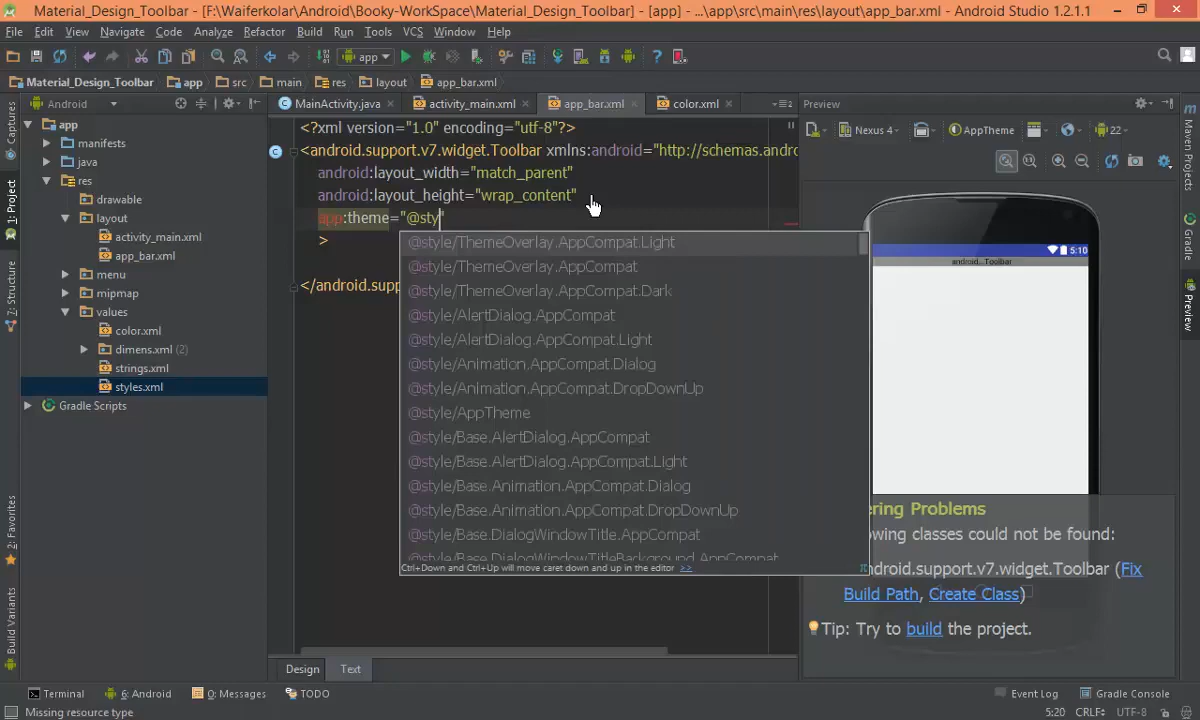 Material_Design_Toolbar - [F:\Waiferkolar\Android\Booky-WorkSpace\Material_Design_Toolbar] - [app] - ...\app\src\main\res\layout\app_bar.xml - Android Studio 1.2.1.1
File Edit View Navigate Code Analyze Refactor Build Run Tools VCS Window Help
app
Material_Design_Toolbar app src main res layout app_bar.xml
Android
MainActivity.java activity_main.xml app_bar.xml color.xml
Preview
Nexus 4 AppTheme 22
<?xml version="1.0" encoding="utf-8"?>
<android.support.v7.widget.Toolbar xmlns:android="http://schemas.andro
android:layout_width="match_parent"
android:layout_height="wrap_content"
app:theme="@sty"
>
</android.supp
@style/ThemeOverlay.AppCompat.Light
@style/ThemeOverlay.AppCompat
@style/ThemeOverlay.AppCompat.Dark
@style/AlertDialog.AppCompat
@style/AlertDialog.AppCompat.Light
@style/Animation.AppCompat.Dialog
@style/Animation.AppCompat.DropDownUp
@style/AppTheme
@style/Base.AlertDialog.AppCompat
@style/Base.AlertDialog.AppCompat.Light
@style/Base.Animation.AppCompat.Dialog
@style/Base.Animation.AppCompat.DropDownUp
@style/Base.DialogWindowTitle.AppCompat
@style/Base.DialogWindowTitleBackground.AppCompat
Ctrl+Down and Ctrl+Up will move caret down and up in the editor >>
app
manifests
java
res
drawable
layout
activity_main.xml
app_bar.xml
menu
mipmap
values
color.xml
dimens.xml (2)
strings.xml
styles.xml
Gradle Scripts
Captures
1: Project
7: Structure
2: Favorites
Build Variants
Maven Projects
Gradle
Preview
5:10
android...Toolbar
ering Problems
owing classes could not be found:
ndroid.support.v7.widget.Toolbar (Fix
Build Path, Create Class)
Tip: Try to build the project.
Design Text
Terminal 6: Android 0: Messages TODO
Event Log Gradle Console
Missing resource type
5:20 CRLF UTF-8